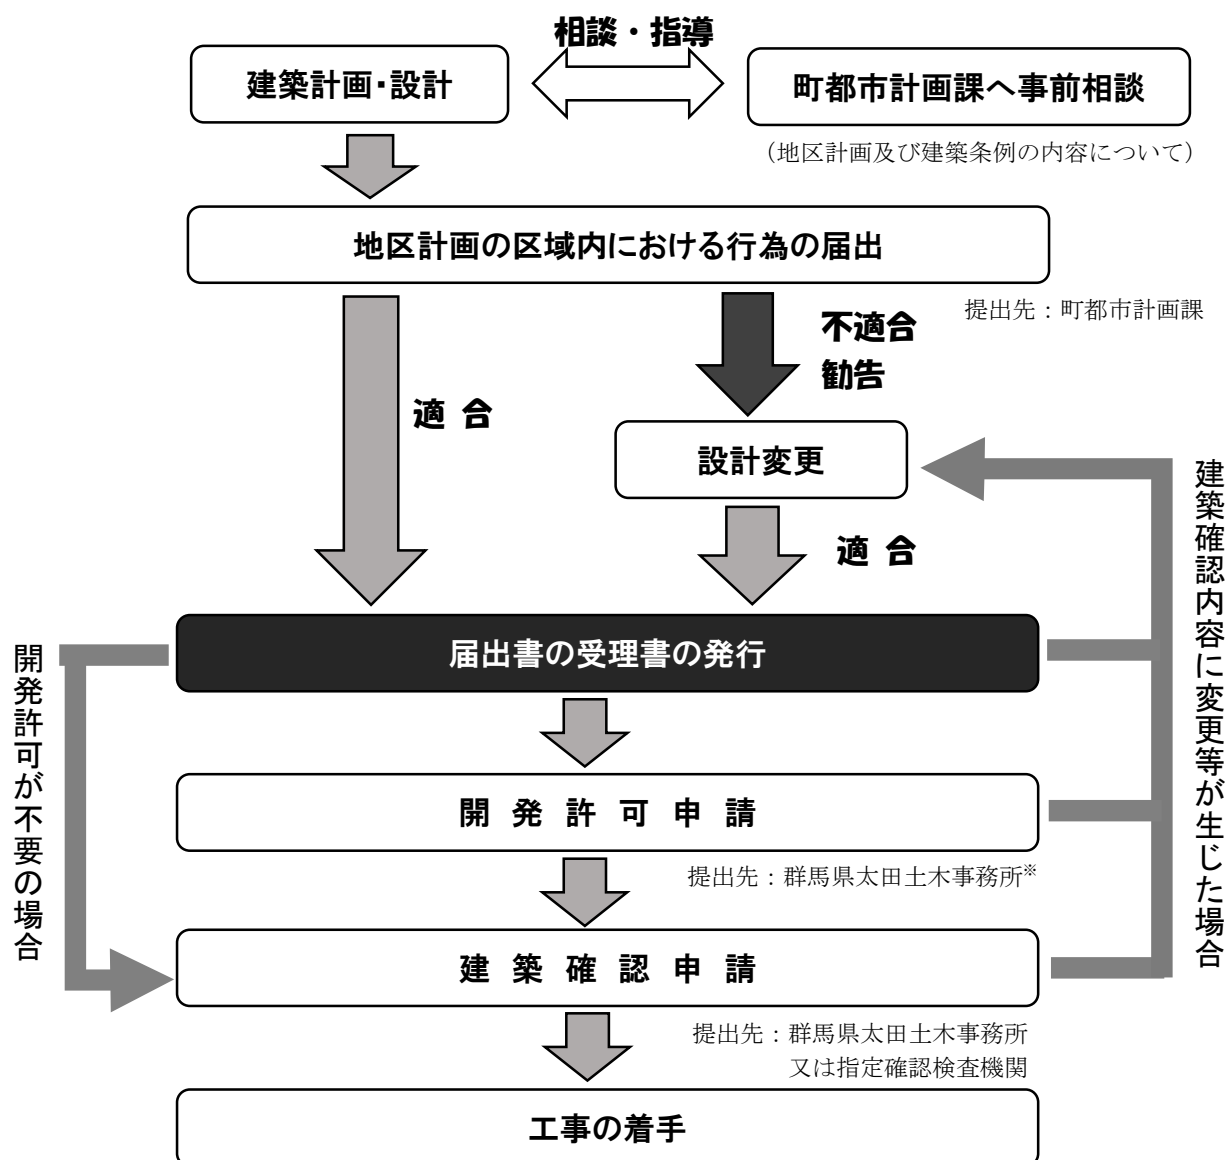 相談・指導
建築計画・設計
町都市計画課へ事前相談
（地区計画及び建築条例の内容について）
地区計画の区域内における行為の届出
提出先：町都市計画課
不適合
勧告
適 合
設計変更
適 合
建築確認内容に変更等が生じた場合
届出書の受理書の発行
開発許可が不要の場合
開 発 許 可 申 請
提出先：群馬県太田土木事務所※
建 築 確 認 申 請
提出先：群馬県太田土木事務所
又は指定確認検査機関
工事の着手